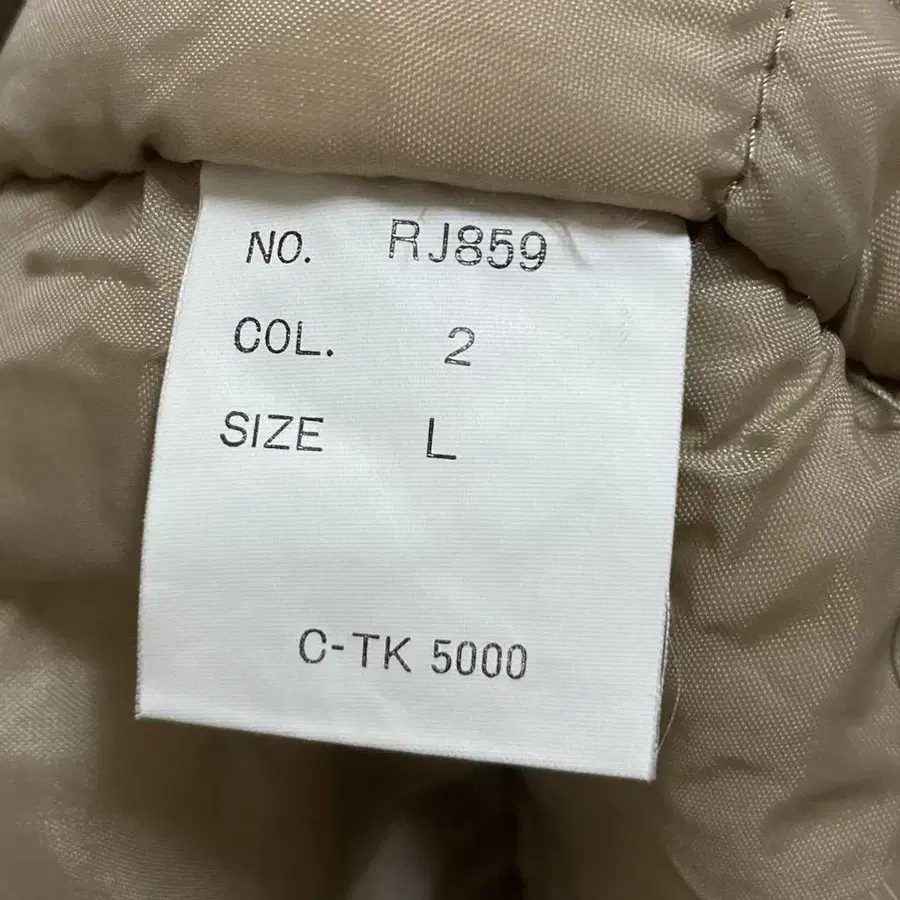 NO. RJ859
COL. 2
SIZE L
C-TK 5000